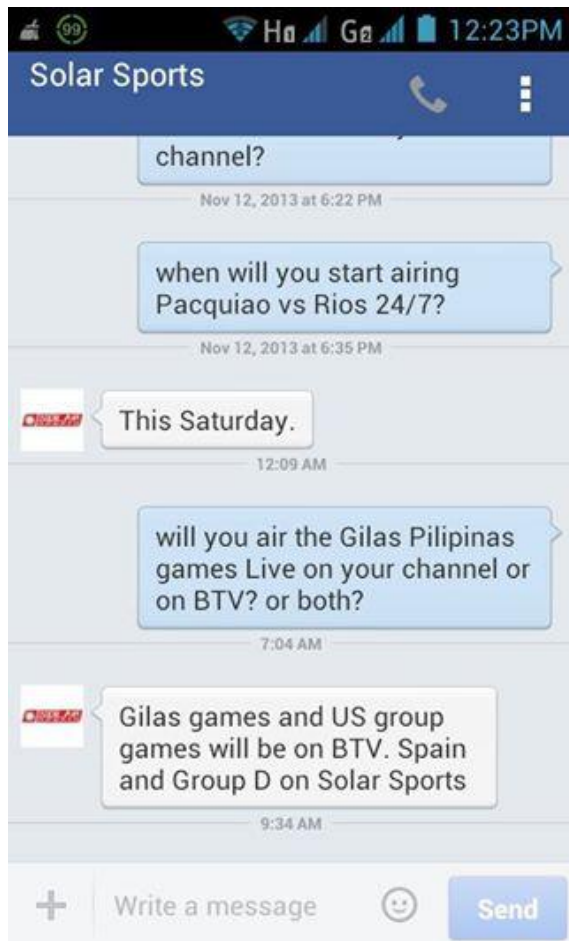 99
H G 2 12:23PM
Solar Sports
channel?
Nov 12, 2013 at 6:22 PM
when will you start airing
Pacquiao vs Rios 24/7?
Nov 12, 2013 at 6:35 PM
This Saturday.
12:09 AM
will you air the Gilas Pilipinas
games Live on your channel or
on BTV? or both?
7:04 AM
Gilas games and US group
games will be on BTV. Spain
and Group D on Solar Sports
9:34 AM
Write a message
Send